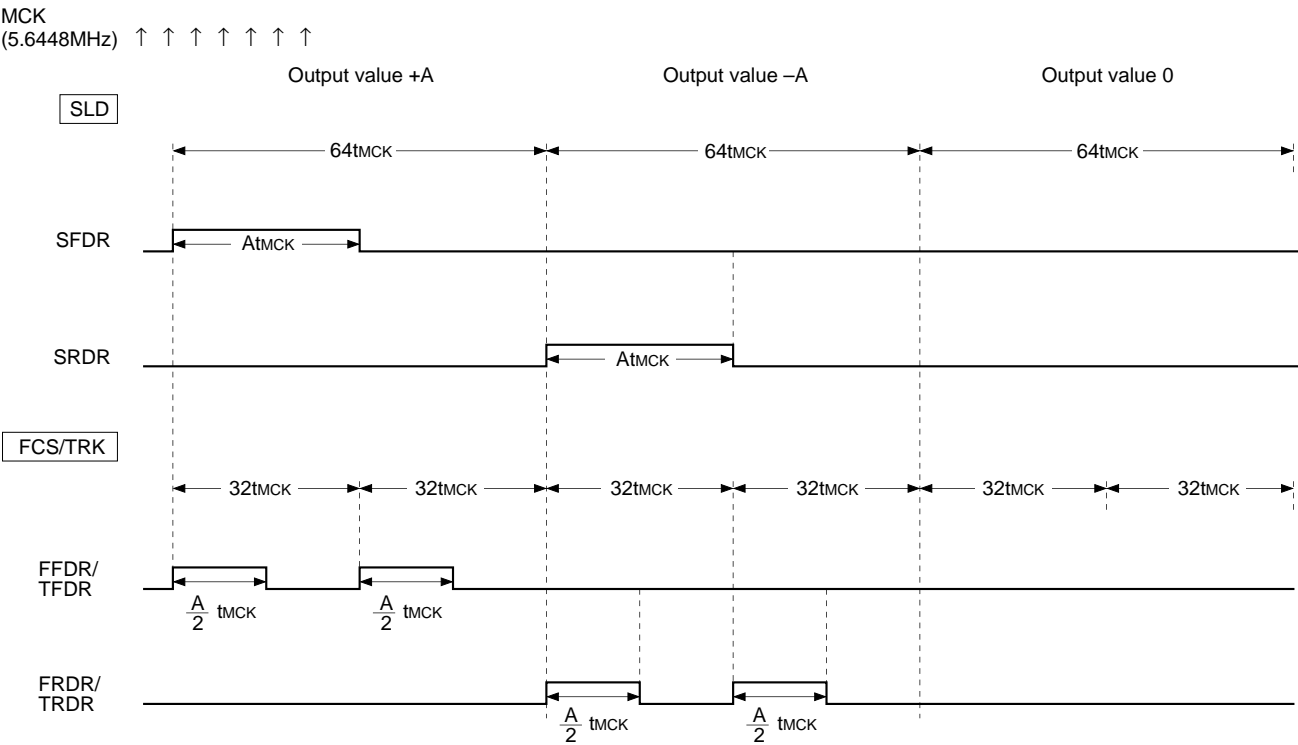 MCK
(5.6448MHz) ↑ ↑ ↑ ↑ ↑ ↑ ↑
Output value +A Output value –A Output value 0
SLD
64tMCK 64tMCK 64tMCK
SFDR
AtMCK
SRDR
AtMCK
FCS/TRK
32tMCK 32tMCK 32tMCK 32tMCK 32tMCK 32tMCK
FFDR/
TFDR
A/2 tMCK A/2 tMCK
FRDR/
TRDR
A/2 tMCK A/2 tMCK